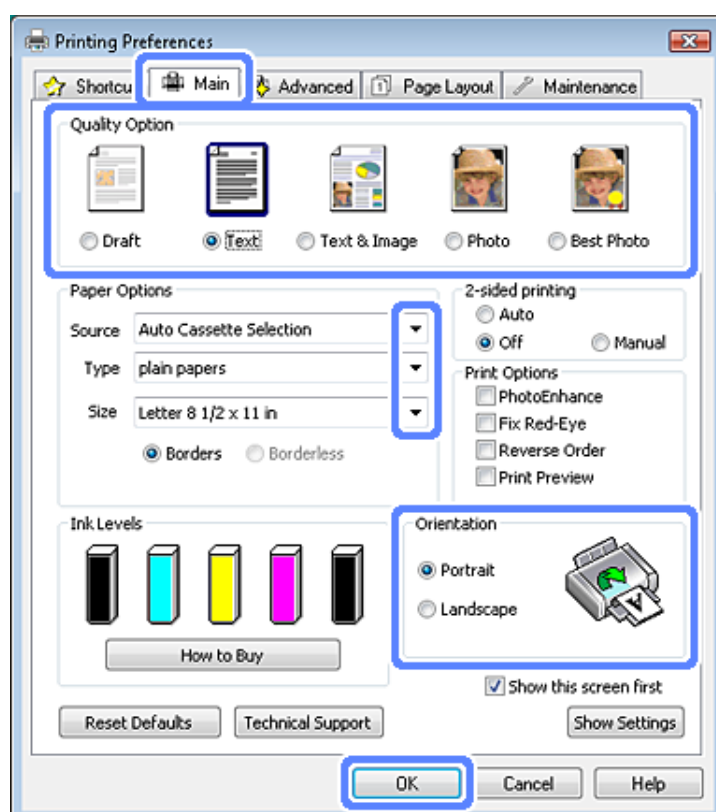 Printing Preferences
Shortcu Main Advanced Page Layout Maintenance
Quality Option
Draft Text Text & Image Photo Best Photo
Paper Options
Source Auto Cassette Selection
Type plain papers
Size Letter 8 1/2 x 11 in
Borders Borderless
2-sided printing
Auto
Off Manual
Print Options
PhotoEnhance
Fix Red-Eye
Reverse Order
Print Preview
Ink Levels
How to Buy
Orientation
Portrait
Landscape
A
Show this screen first
Reset Defaults Technical Support Show Settings
OK Cancel Help